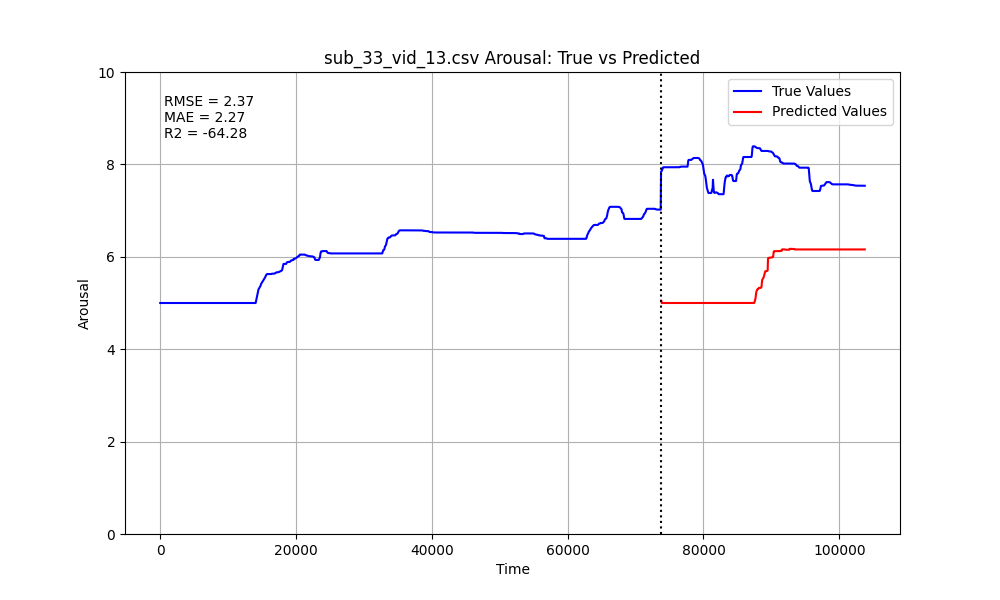 sub_33_vid_13.csv Arousal: True vs Predicted
RMSE = 2.37
MAE = 2.27
R2 = -64.28
True Values
Predicted Values
10
8
6
4
2
0
Arousal
0
20000
40000
60000
80000
100000
Time